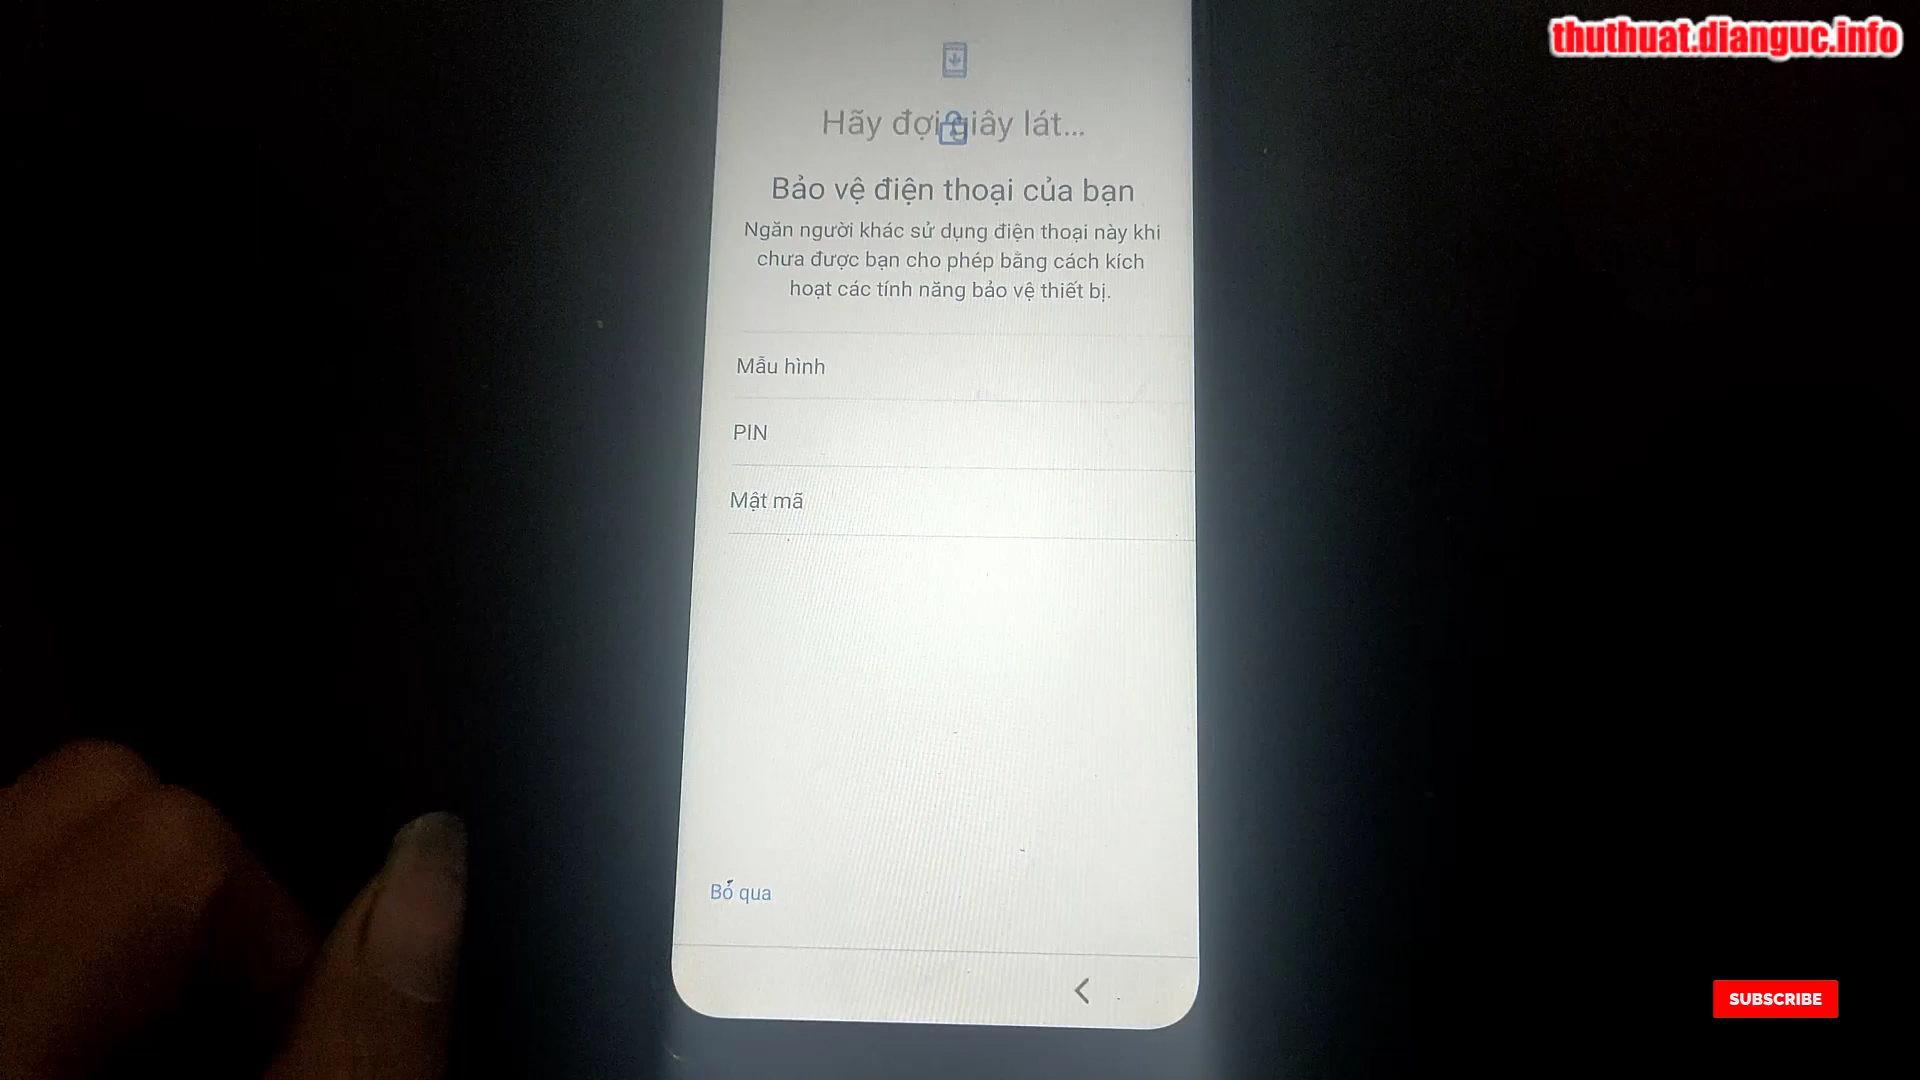 thuthuat.dianguc.info
Hãy đợi giây lát...
Bảo vệ điện thoại của bạn
Ngăn người khác sử dụng điện thoại này khi
chưa được bạn cho phép bằng cách kích
hoạt các tính năng bảo vệ thiết bị.
Mẫu hình
PIN
Mật mã
Bỏ qua
SUBSCRIBE